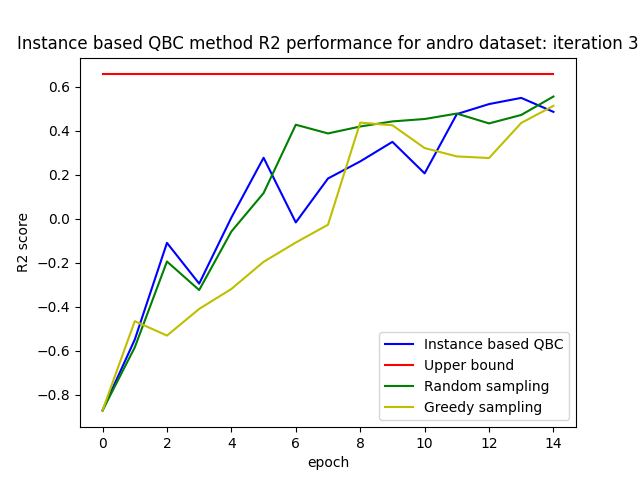 Instance based QBC method R2 performance for andro dataset: iteration 3
R2 score
0.6
0.4
0.2
0.0
−0.2
−0.4
−0.6
−0.8
Instance based QBC
Upper bound
Random sampling
Greedy sampling
0 2 4 6 8 10 12 14
epoch